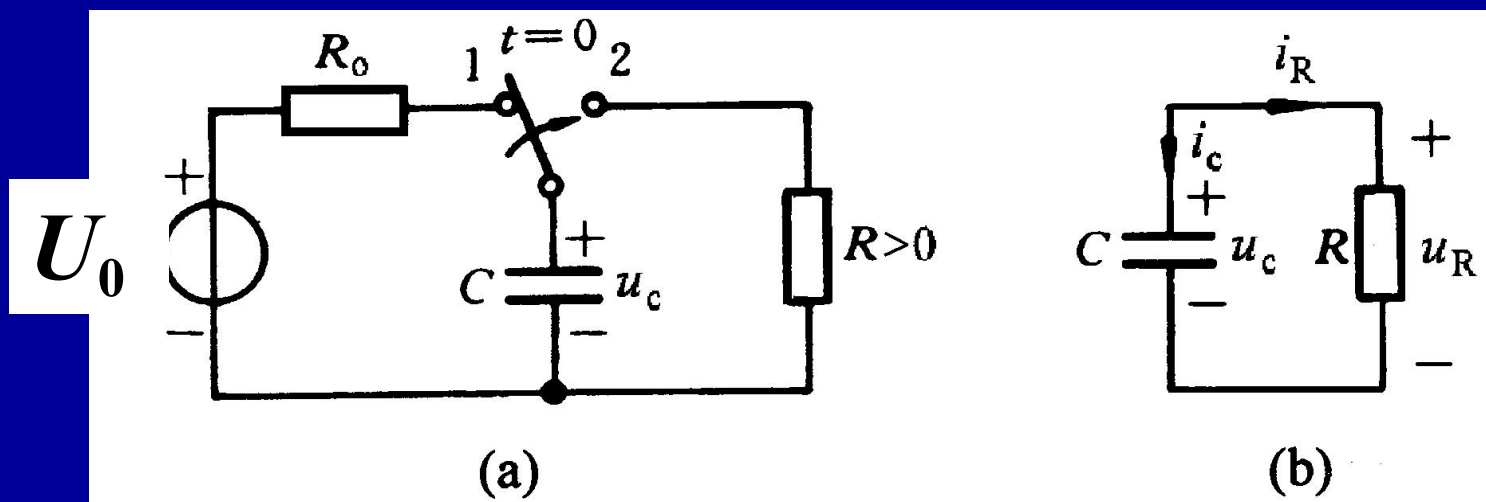 R₀ 1 t=0 2
+ U₀ −
C + u_c −
R>0
(a)
i_R
i_c
C + u_c − R + u_R −
(b)